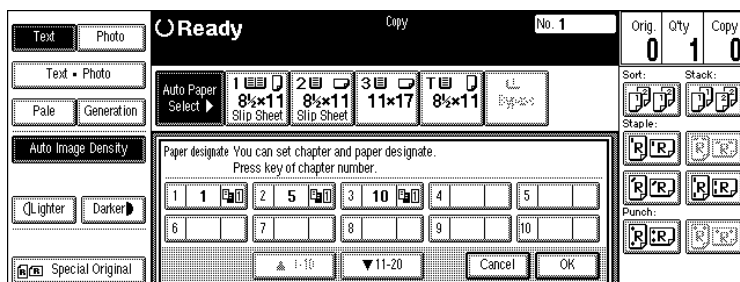 Text Photo
Text • Photo
Pale Generation
Auto Image Density
Lighter Darker
Special Original
Ready
Copy
No. 1
Auto Paper Select
1 8½×11 Slip Sheet
2 8½×11 Slip Sheet
3 11×17
T 8½×11
Bypass
Paper designate You can set chapter and paper designate.
Press key of chapter number.
1 1 2 5 3 10 4 5
6 7 8 9 10
1-10 ▼11-20 Cancel OK
Orig. Q'ty Copy
0 1 0
Sort: Stack:
Staple:
Punch: